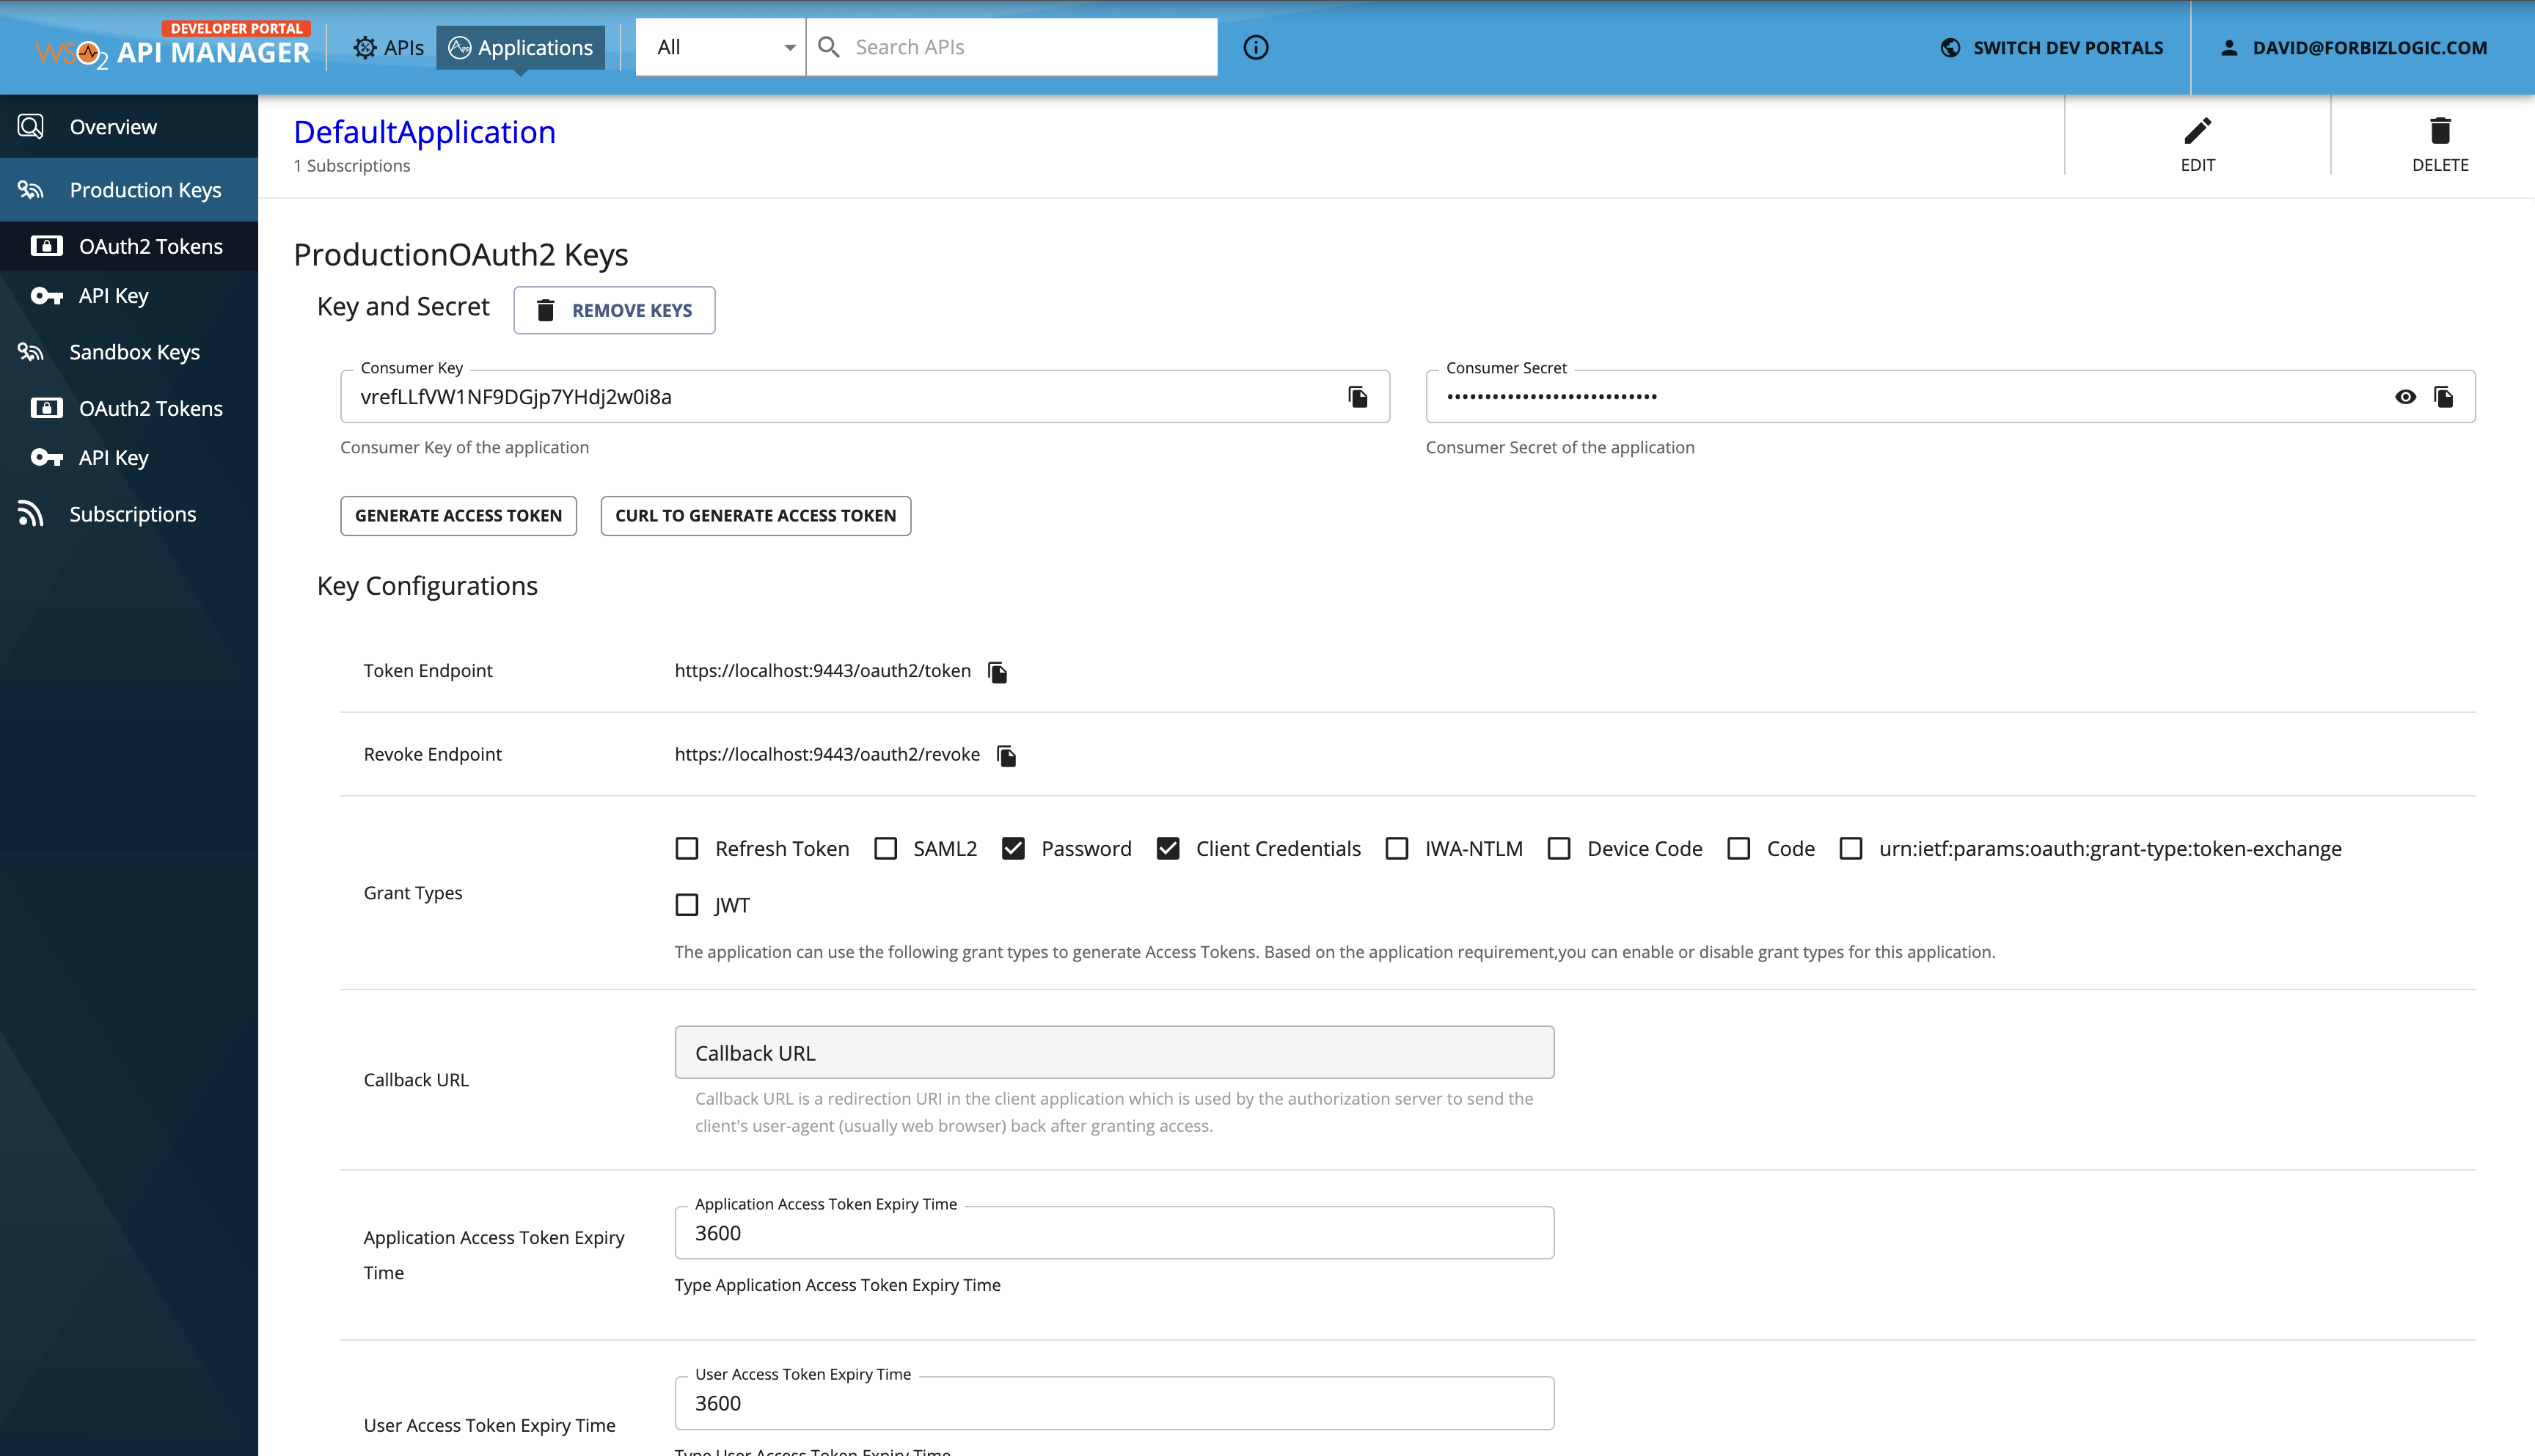 DEVELOPER PORTAL
WSO2 API MANAGER
APIs
Applications
All
Search APIs
SWITCH DEV PORTALS
DAVID@FORBIZLOGIC.COM
Overview
Production Keys
OAuth2 Tokens
API Key
Sandbox Keys
OAuth2 Tokens
API Key
Subscriptions
DefaultApplication
1 Subscriptions
EDIT
DELETE
ProductionOAuth2 Keys
Key and Secret
REMOVE KEYS
Consumer Key
vrefLLfVW1NF9DGjp7YHdj2w0i8a
Consumer Key of the application
Consumer Secret
••••••••••••••••••••••••••••
Consumer Secret of the application
GENERATE ACCESS TOKEN
CURL TO GENERATE ACCESS TOKEN
Key Configurations
Token Endpoint
https://localhost:9443/oauth2/token
Revoke Endpoint
https://localhost:9443/oauth2/revoke
Grant Types
Refresh Token
SAML2
Password
Client Credentials
IWA-NTLM
Device Code
Code
urn:ietf:params:oauth:grant-type:token-exchange
JWT
The application can use the following grant types to generate Access Tokens. Based on the application requirement,you can enable or disable grant types for this application.
Callback URL
Callback URL
Callback URL is a redirection URI in the client application which is used by the authorization server to send the
client's user-agent (usually web browser) back after granting access.
Application Access Token Expiry
Time
Application Access Token Expiry Time
3600
Type Application Access Token Expiry Time
User Access Token Expiry Time
User Access Token Expiry Time
3600
Type User Access Token Expiry Time